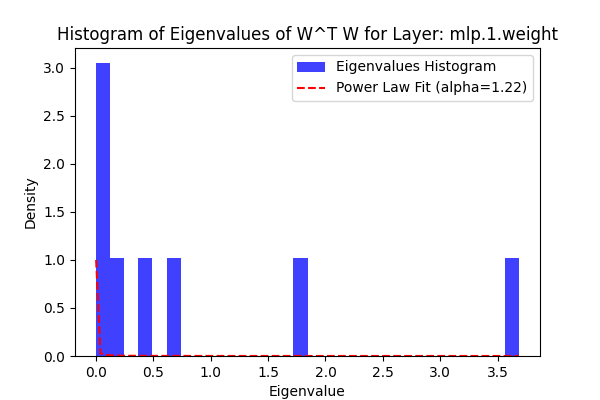 Histogram of Eigenvalues of W^T W for Layer: mlp.1.weight
Eigenvalues Histogram
Power Law Fit (alpha=1.22)
Density
3.0
2.5
2.0
1.5
1.0
0.5
0.0
0.0 0.5 1.0 1.5 2.0 2.5 3.0 3.5
Eigenvalue